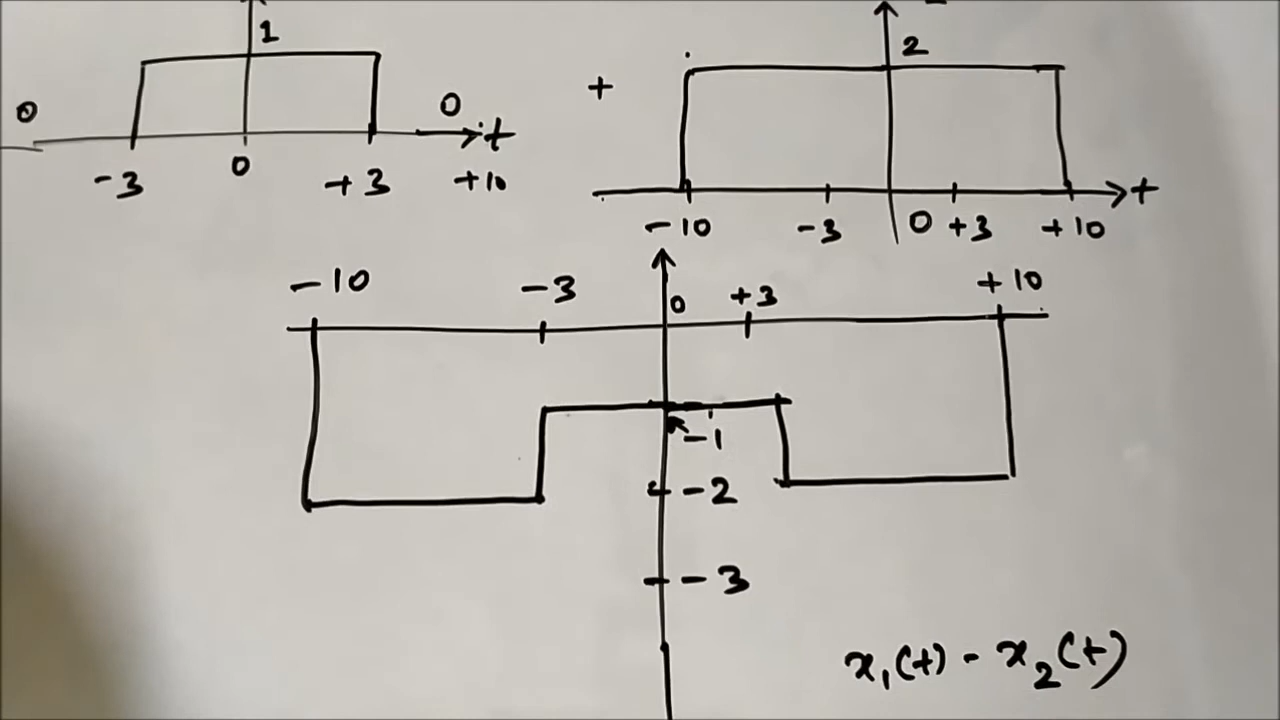 1
0 0 t
-3 0 +3 +10
+ 2
t
-10 -3 0 +3 +10
-10 -3 0 +3 +10
-1
-2
-3
x₁(t) - x₂(t)